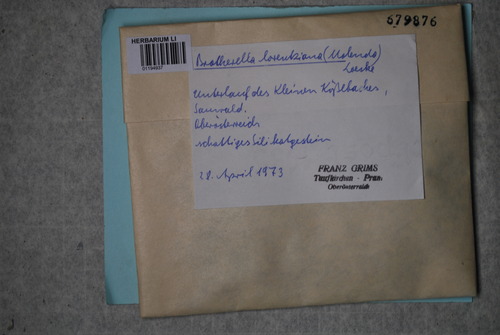 579876
HERBARIUM LI
Brotherella lorentziana (Molendo)
Loeske
Unterlauf des Kleinen Kößlbaches,
Sauwald.
Oberösterreich
schattiges Silikatgestein
28. April 1973
FRANZ GRIMS
Taufkirchen - Pram
Oberösterreich